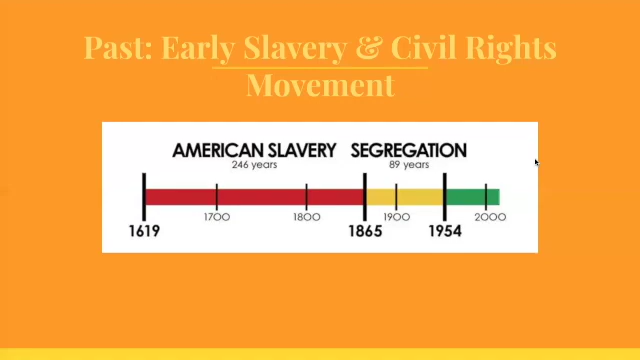 Past: Early Slavery & Civil Rights
Movement
AMERICAN SLAVERY SEGREGATION
246 years 89 years
1700 1800 1900 2000
1619 1865 1954